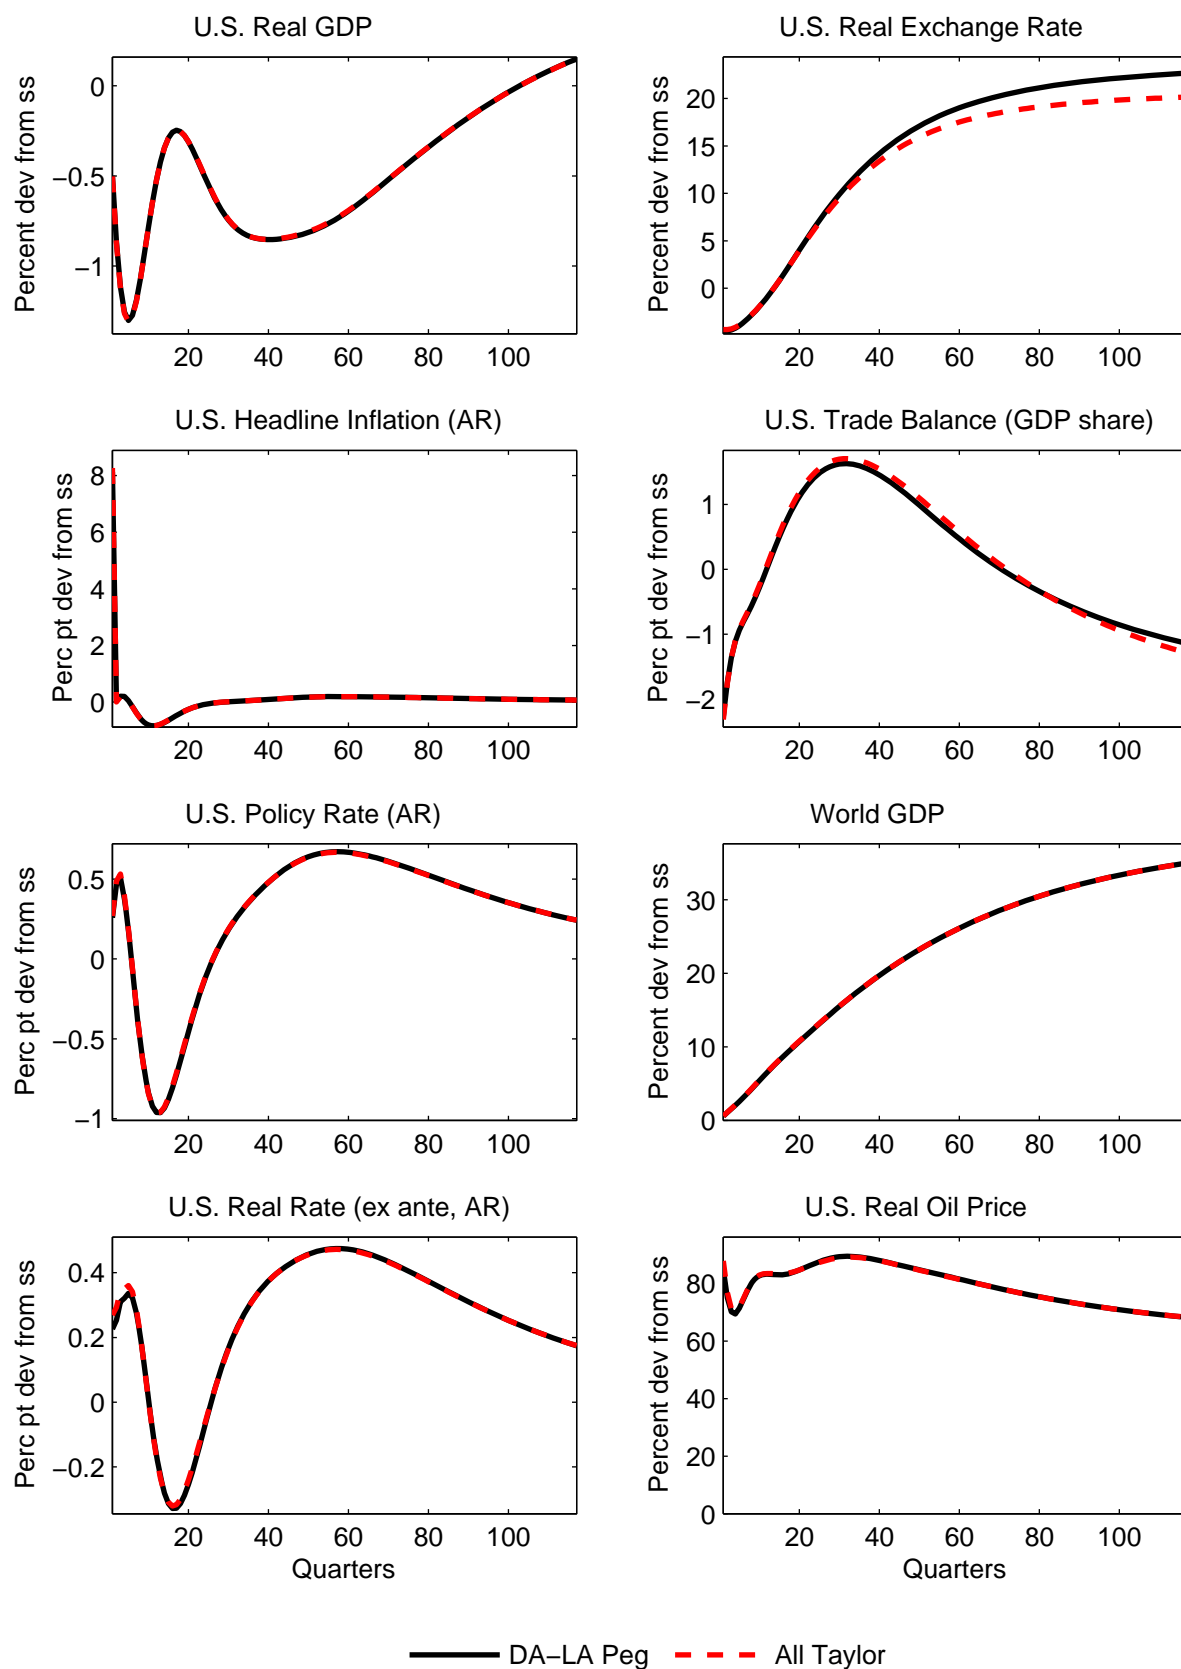 U.S. Real GDP
Percent dev from ss
0
−0.5
−1
20 40 60 80 100
U.S. Real Exchange Rate
Percent dev from ss
20
15
10
5
0
20 40 60 80 100
U.S. Headline Inflation (AR)
Perc pt dev from ss
8
6
4
2
0
20 40 60 80 100
U.S. Trade Balance (GDP share)
Perc pt dev from ss
1
0
−1
−2
20 40 60 80 100
U.S. Policy Rate (AR)
Perc pt dev from ss
0.5
0
−0.5
−1
20 40 60 80 100
World GDP
Percent dev from ss
30
20
10
0
20 40 60 80 100
U.S. Real Rate (ex ante, AR)
Perc pt dev from ss
0.4
0.2
0
−0.2
20 40 60 80 100
Quarters
U.S. Real Oil Price
Percent dev from ss
80
60
40
20
0
20 40 60 80 100
Quarters
DA−LA Peg All Taylor